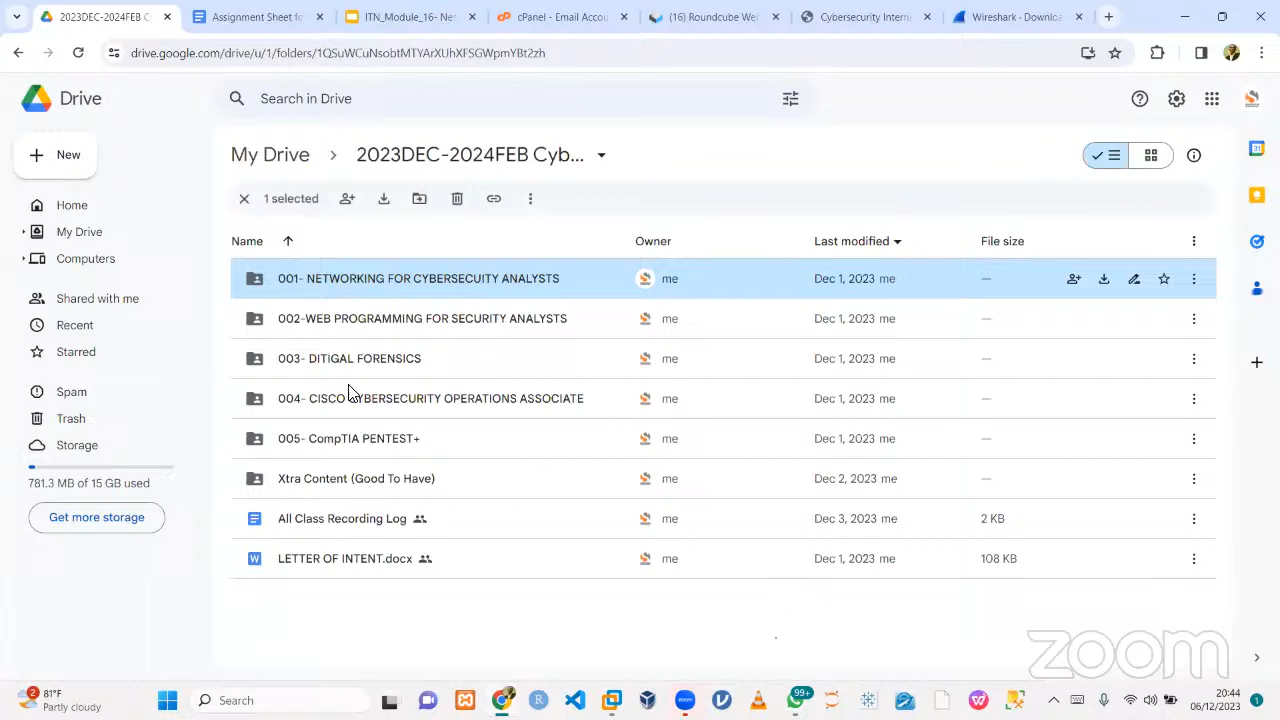 2023DEC-2024FEB C
Assignment Sheet fo
ITN_Module_16- Net
cPanel - Email Accou
(16) Roundcube We
Cybersecurity Intern
Wireshark · Downloa
drive.google.com/drive/u/1/folders/1QSuWCuNsobtMTYArXUhXFSGWpmYBt2zh
Drive
Search in Drive
New
My Drive
2023DEC-2024FEB Cyb...
1 selected
Home
My Drive
Computers
Shared with me
Recent
Starred
Spam
Trash
Storage
781.3 MB of 15 GB used
Get more storage
Name Owner Last modified File size
001- NETWORKING FOR CYBERSECUITY ANALYSTS me Dec 1, 2023 me —
002-WEB PROGRAMMING FOR SECURITY ANALYSTS me Dec 1, 2023 me —
003- DITIGAL FORENSICS me Dec 1, 2023 me —
004- CISCO CYBERSECURITY OPERATIONS ASSOCIATE me Dec 1, 2023 me —
005- CompTIA PENTEST+ me Dec 1, 2023 me —
Xtra Content (Good To Have) me Dec 2, 2023 me —
All Class Recording Log me Dec 3, 2023 me 2 KB
LETTER OF INTENT.docx me Dec 1, 2023 me 108 KB
zoom
2
81°F
Partly cloudy
Search
99+
20:44
06/12/2023
1